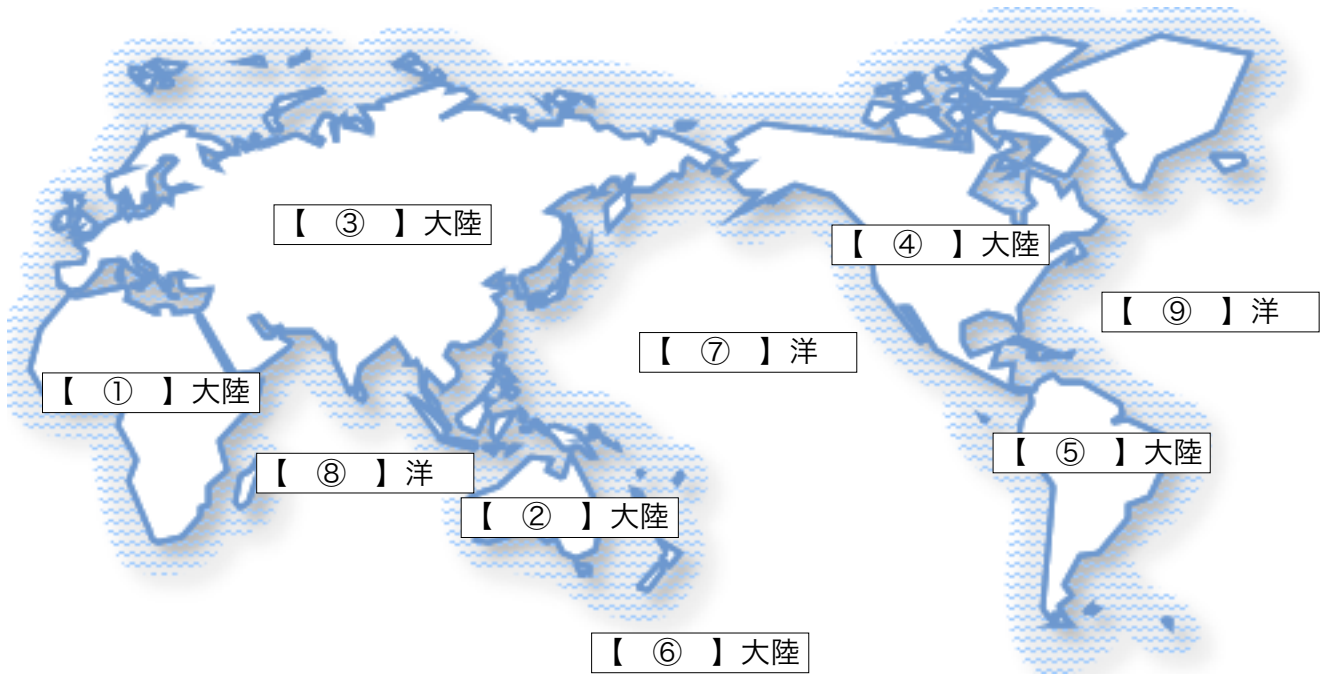 【　③　】大陸
【　④　】大陸
【　⑨　】洋
【　⑦　】洋
【　①　】大陸
【　⑤　】大陸
【　⑧　】洋
【　②　】大陸
【　⑥　】大陸